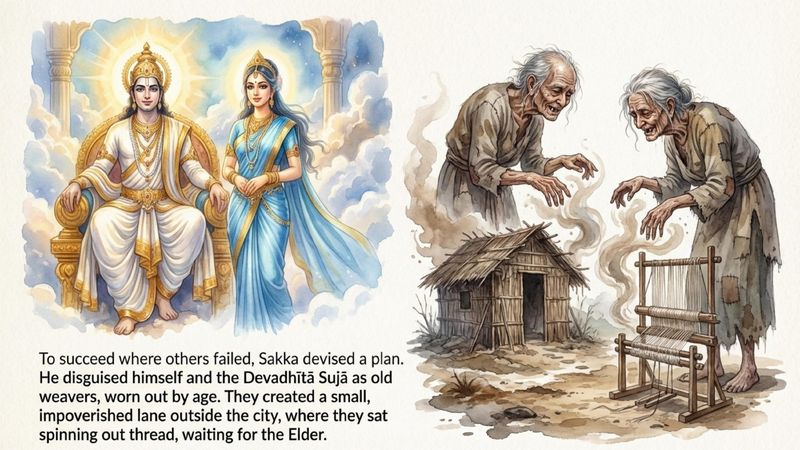 To succeed where others failed, Sakka devised a plan.
He disguised himself and the Devadhītā Sujā as old
weavers, worn out by age. They created a small,
impoverished lane outside the city, where they sat
spinning out thread, waiting for the Elder.